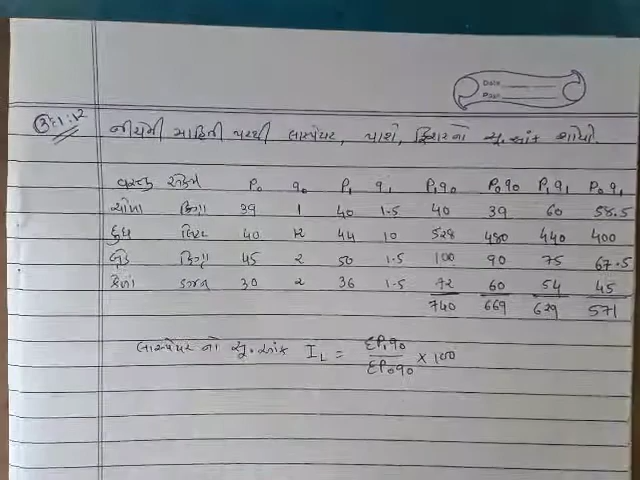 Date
Page
ઉદા.12
નીચેની માહિતી પરથી લાસ્પેયર, પાશે, ફિશરનો સૂ.આંક શોધો.
વસ્તુ એકમ P₀ q₀ P₁ q₁ P₁q₀ P₀q₀ P₁q₁ P₀q₁
ચોખા કિગ્રા 39 1 40 1.5 40 39 60 58.5
દુધ લિટર 40 12 44 10 528 480 440 400
બ્રેડ કિગ્રા 45 2 50 1.5 100 90 75 67.5
કેળાં ડઝન 30 2 36 1.5 72 60 54 45
740 669 629 571
લાસ્પેયર નો સૂ.આંક I_L = ΣP₁q₀ / ΣP₀q₀ × 100